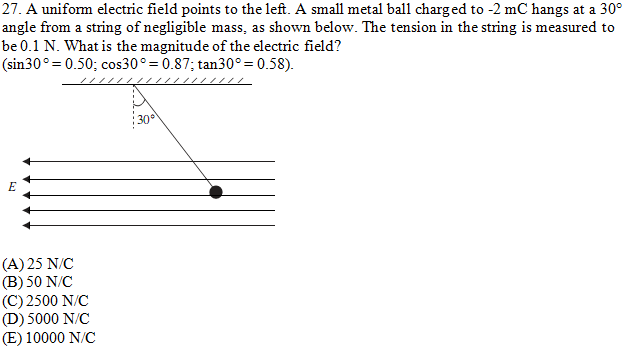 27. A uniform electric field points to the left. A small metal ball charged to -2 mC hangs at a 30°
angle from a string of negligible mass, as shown below. The tension in the string is measured to
be 0.1 N. What is the magnitude of the electric field?
(sin30°= 0.50; cos30°= 0.87; tan30°= 0.58).
30°
E
(A) 25 N/C
(B) 50 N/C
(C) 2500 N/C
(D) 5000 N/C
(E) 10000 N/C